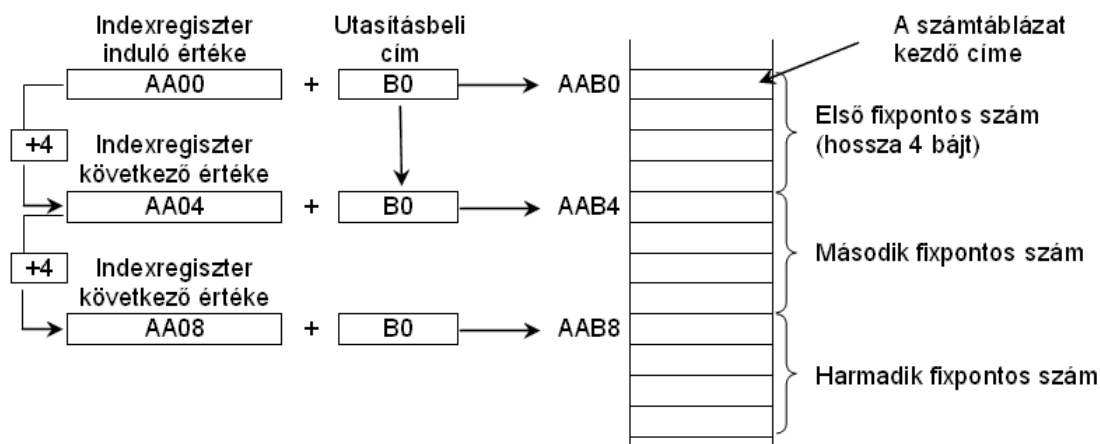 Indexregiszter
induló értéke
Utasításbeli
cím
A számtáblázat
kezdő címe
AA00 + B0 AAB0
Első fixpontos szám
(hossza 4 bájt)
+4
Indexregiszter
következő értéke
AA04 + B0 AAB4
Második fixpontos szám
+4
Indexregiszter
következő értéke
AA08 + B0 AAB8
Harmadik fixpontos szám